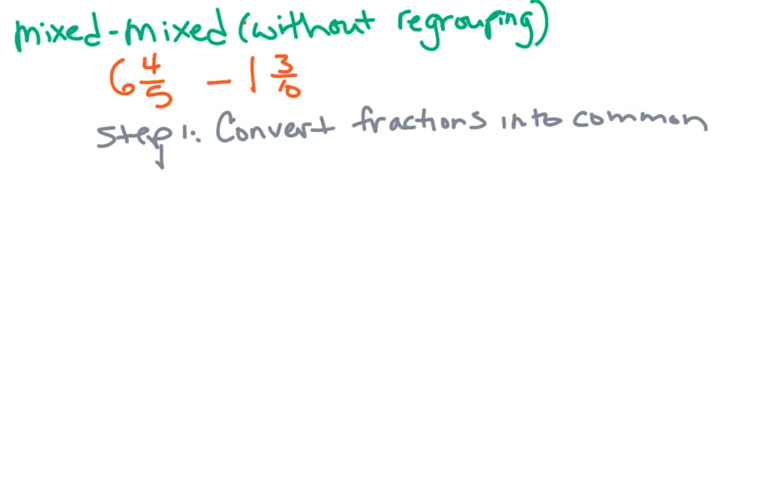 mixed-mixed (without regrouping)
6 4/5 - 1 3/10
Step 1: Convert fractions into common